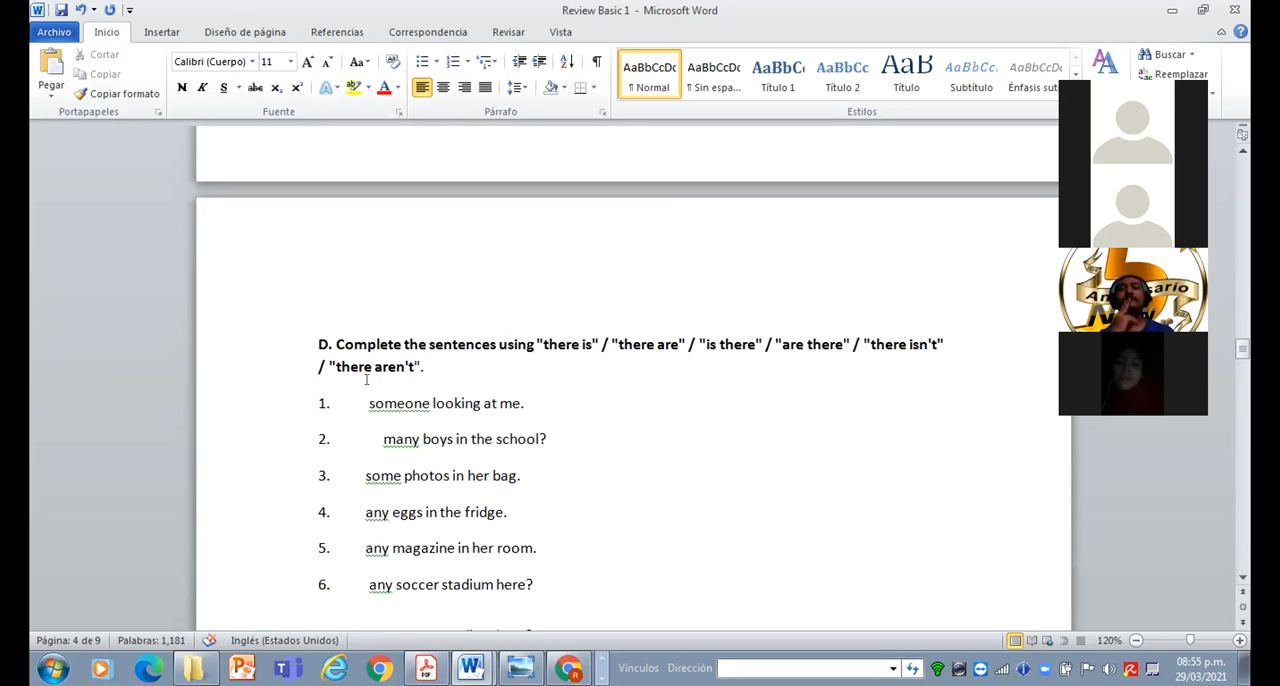 Review Basic 1 - Microsoft Word
Archivo Inicio Insertar Diseño de página Referencias Correspondencia Revisar Vista
Pegar
Cortar
Copiar
Copiar formato
Portapapeles
Calibri (Cuerpo) 11
Fuente
Párrafo
AaBbCcDc AaBbCcDc AaBbC AaBbCc AaB AaBbCc. AaBbCcDc
¶ Normal ¶ Sin espa... Título 1 Título 2 Título Subtítulo Énfasis sut
Estilos
Buscar
Reemplazar
Aniversario
D. Complete the sentences using "there is" / "there are" / "is there" / "are there" / "there isn't"
/ "there aren't".
1. someone looking at me.
2. many boys in the school?
3. some photos in her bag.
4. any eggs in the fridge.
5. any magazine in her room.
6. any soccer stadium here?
Página: 4 de 9 Palabras: 1,181 Inglés (Estados Unidos) 120%
Vínculos Dirección
08:55 p.m.
29/03/2021